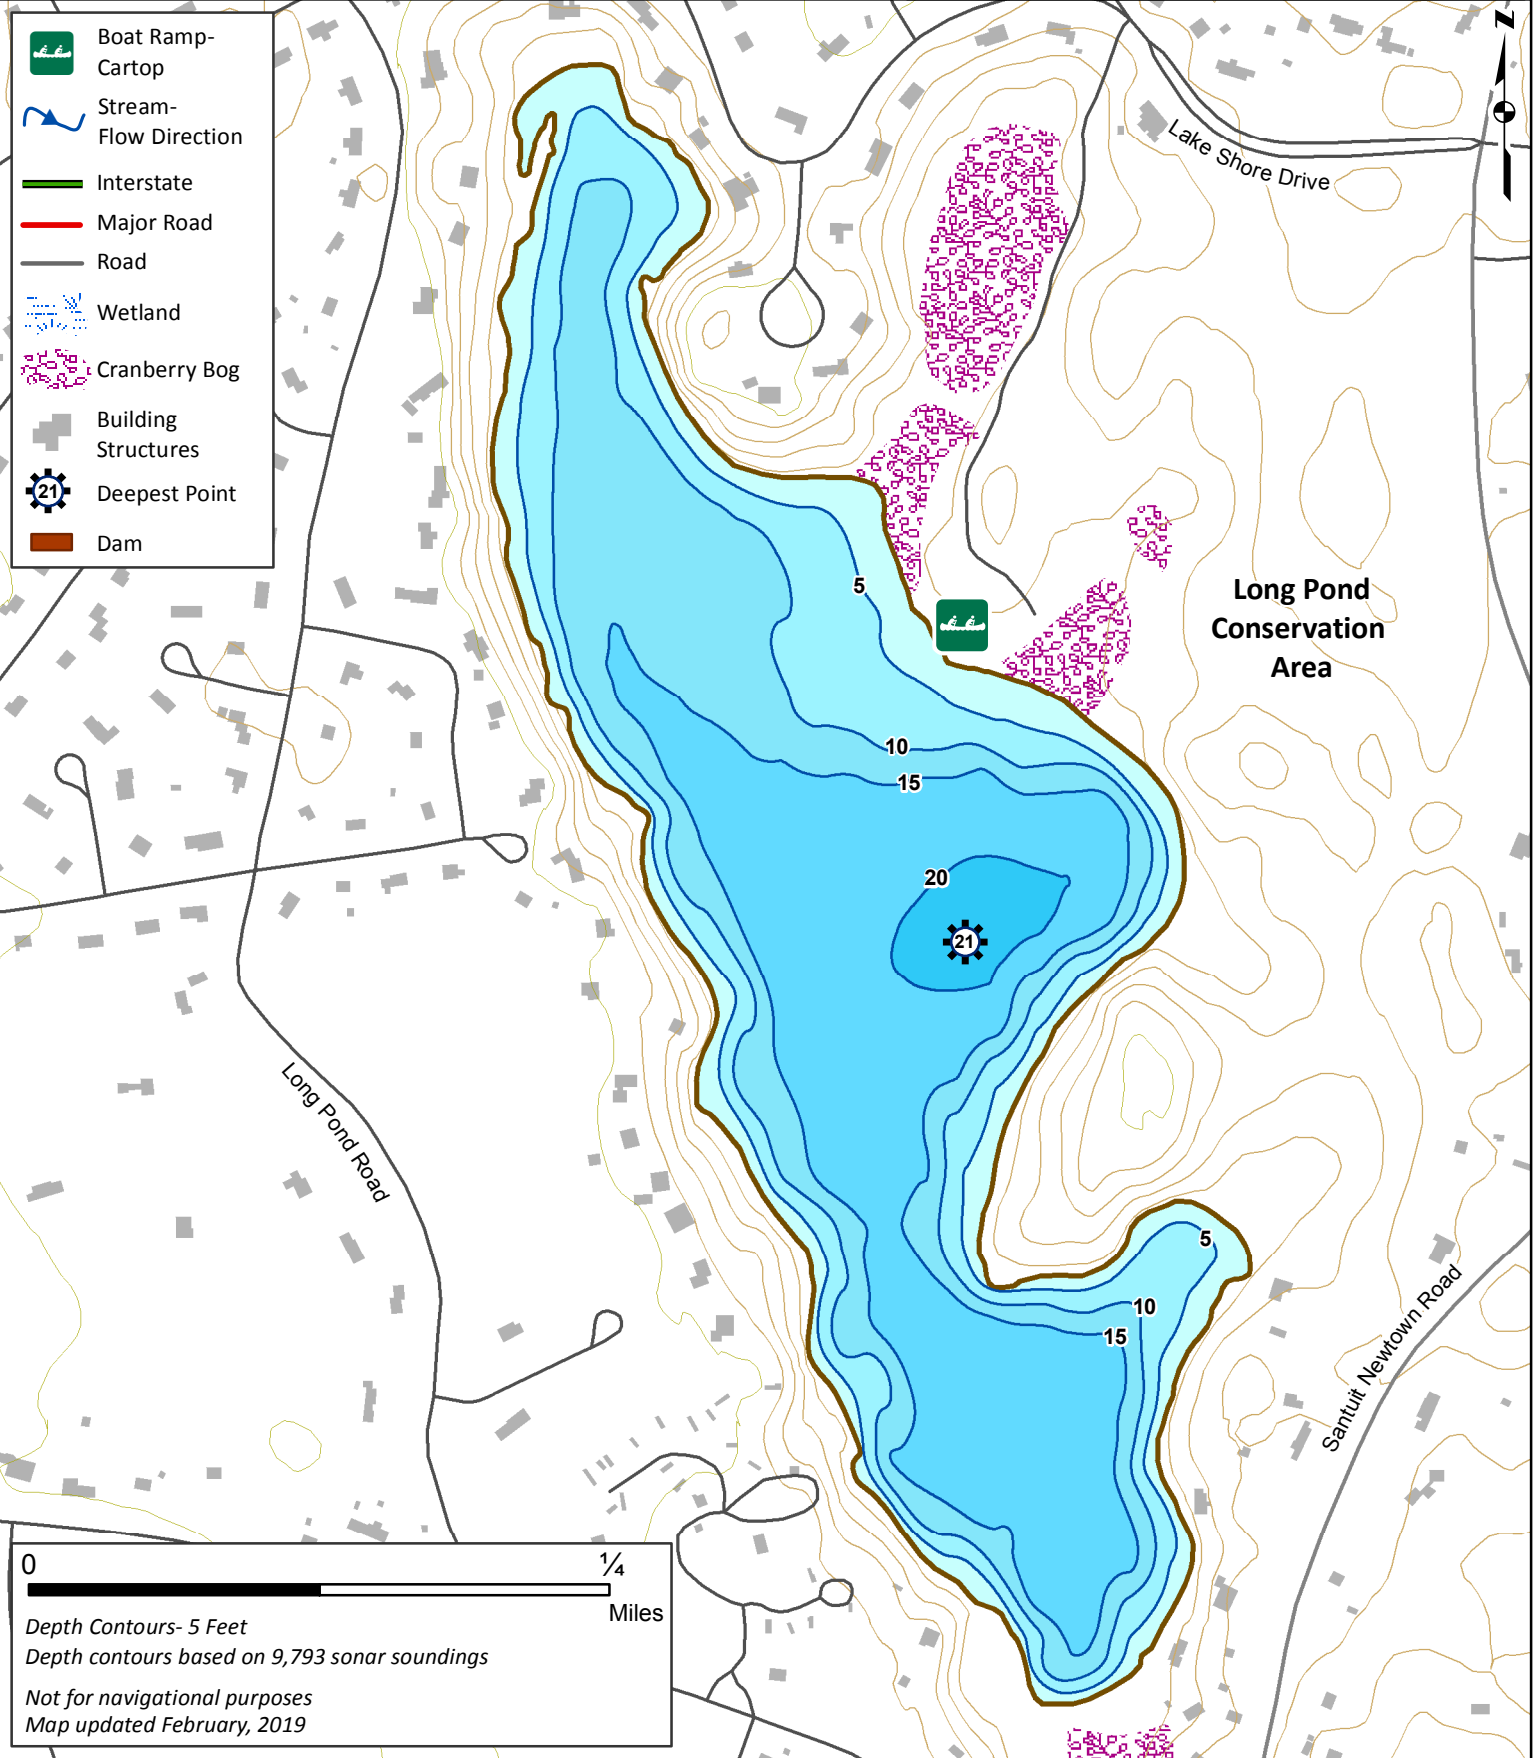 Boat Ramp-
Cartop
Stream-
Flow Direction
Interstate
Major Road
Road
Wetland
Cranberry Bog
Building
Structures
21
Deepest Point
Dam
N
Lake Shore Drive
5
Long Pond
Conservation
Area
10
15
20
21
Long Pond Road
5
10
15
Santuit Newtown Road
0
¼
Miles
Depth Contours- 5 Feet
Depth contours based on 9,793 sonar soundings
Not for navigational purposes
Map updated February, 2019